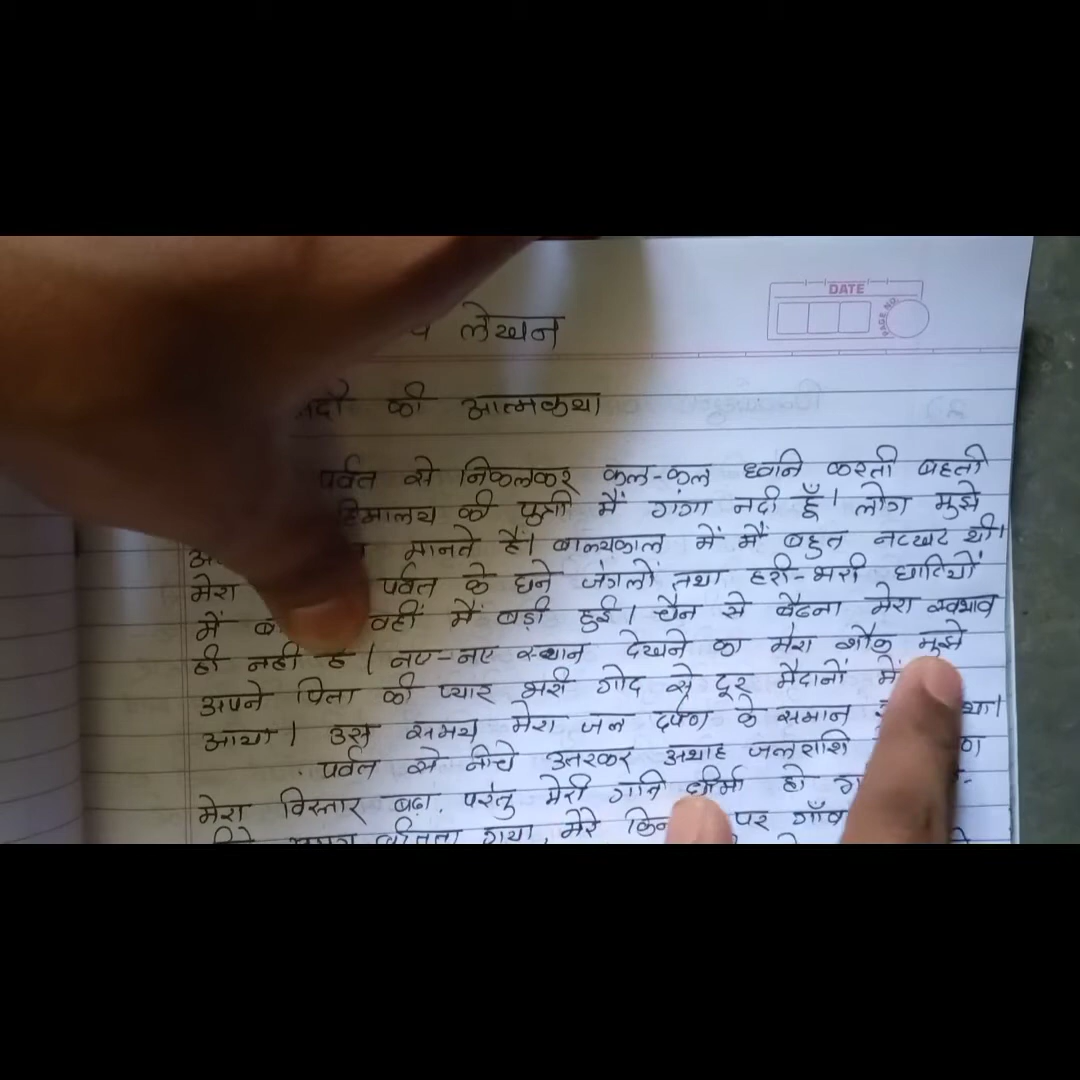 लेखन
DATE
PAGE NO.
की आत्मकथा
पर्वत से निकलकर कल-कल ध्वनि करती बहती
हिमालय की पुत्री मैं गंगा नदी हूँ। लोग मुझे
मानते हैं। बाल्यकाल में मैं बहुत नटखट थी।
मेरा पर्वत के घने जंगलों तथा हरी-भरी घाटियों
में वहीं मैं बड़ी हुई। चैन से बैठना मेरा स्वभाव
ही नहीं है। नए-नए स्थान देखने का मेरा शौक मुझे
अपने पिता की प्यार भरी गोद से दूर मैदानों में
आया। उस समय मेरा जल दर्पण के समान था।
पर्वत से नीचे उतरकर अथाह जलराशि
मेरा विस्तार बढ़ा, परंतु मेरी गति धीमी हो
गया, मेरे पर गाँव